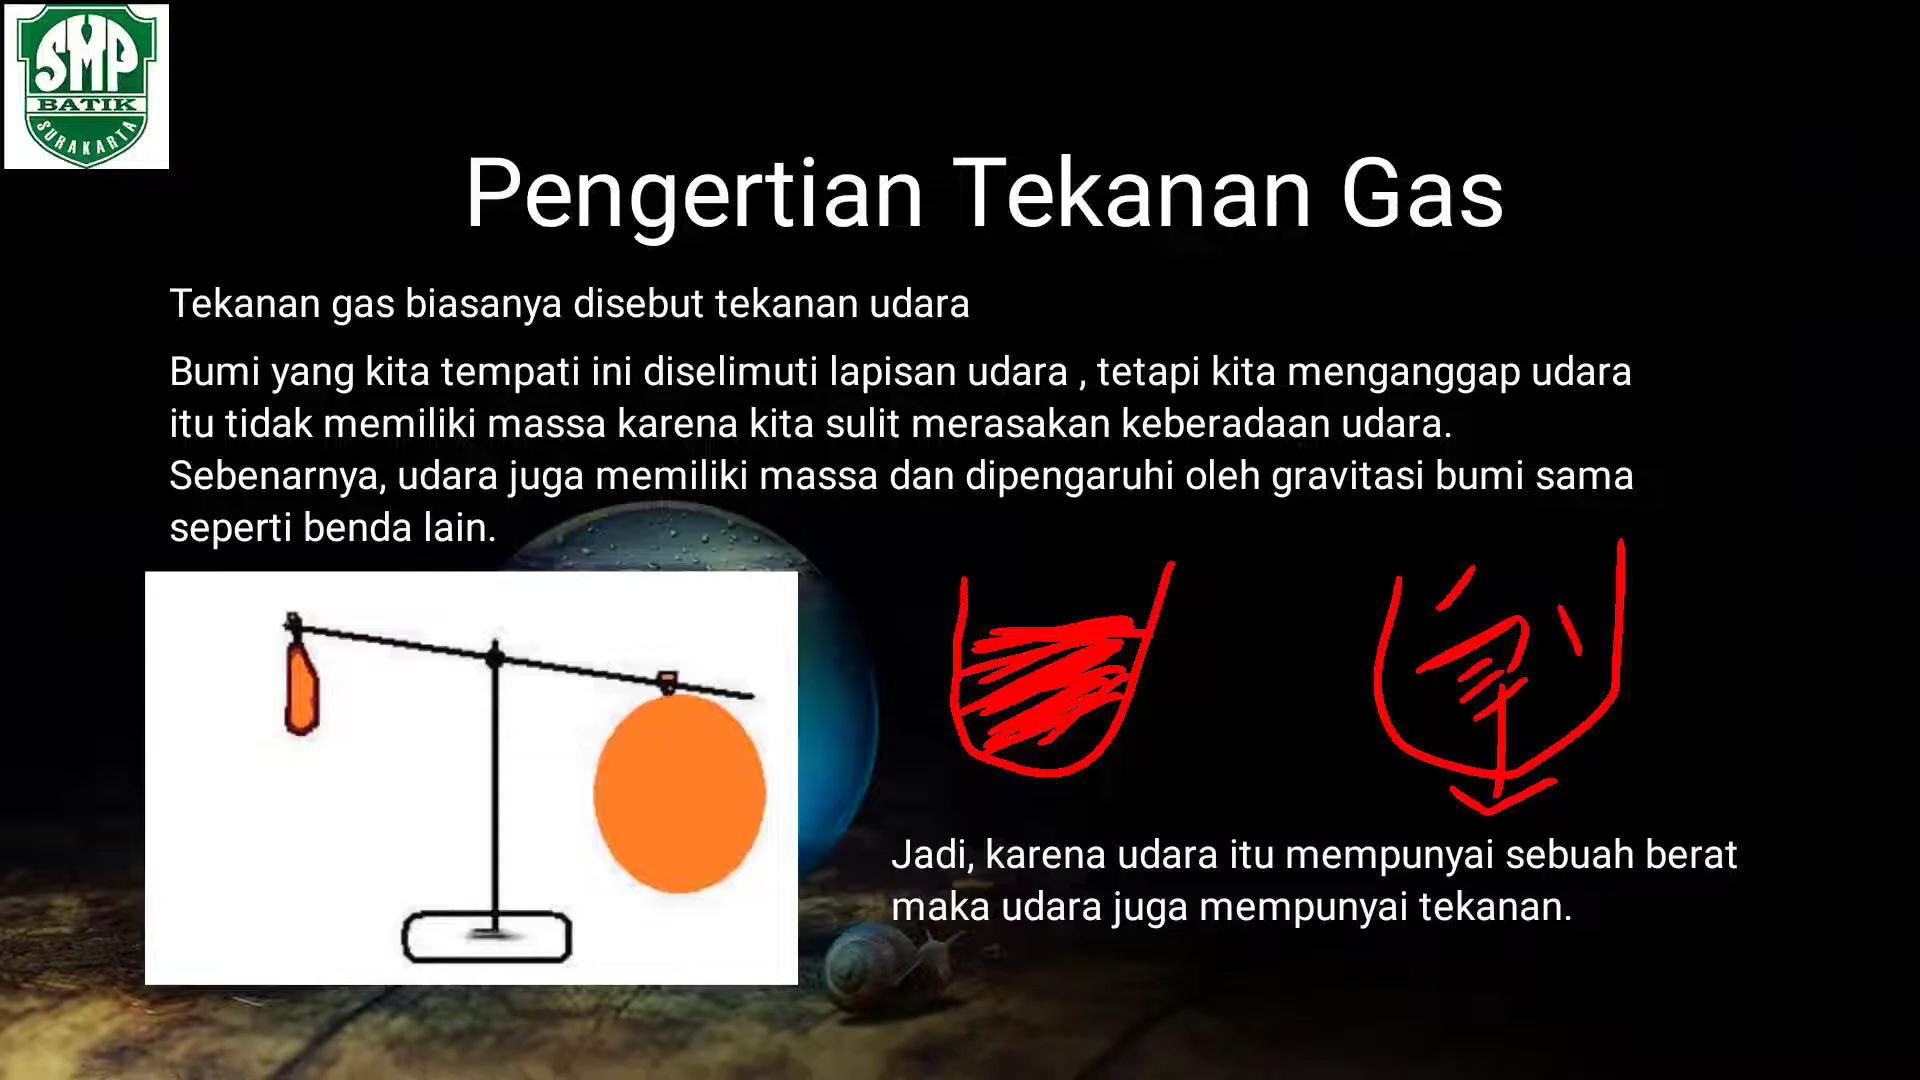 SMP
BATIK
SURAKARTA
Pengertian Tekanan Gas
Tekanan gas biasanya disebut tekanan udara
Bumi yang kita tempati ini diselimuti lapisan udara , tetapi kita menganggap udara
itu tidak memiliki massa karena kita sulit merasakan keberadaan udara.
Sebenarnya, udara juga memiliki massa dan dipengaruhi oleh gravitasi bumi sama
seperti benda lain.
Jadi, karena udara itu mempunyai sebuah berat
maka udara juga mempunyai tekanan.